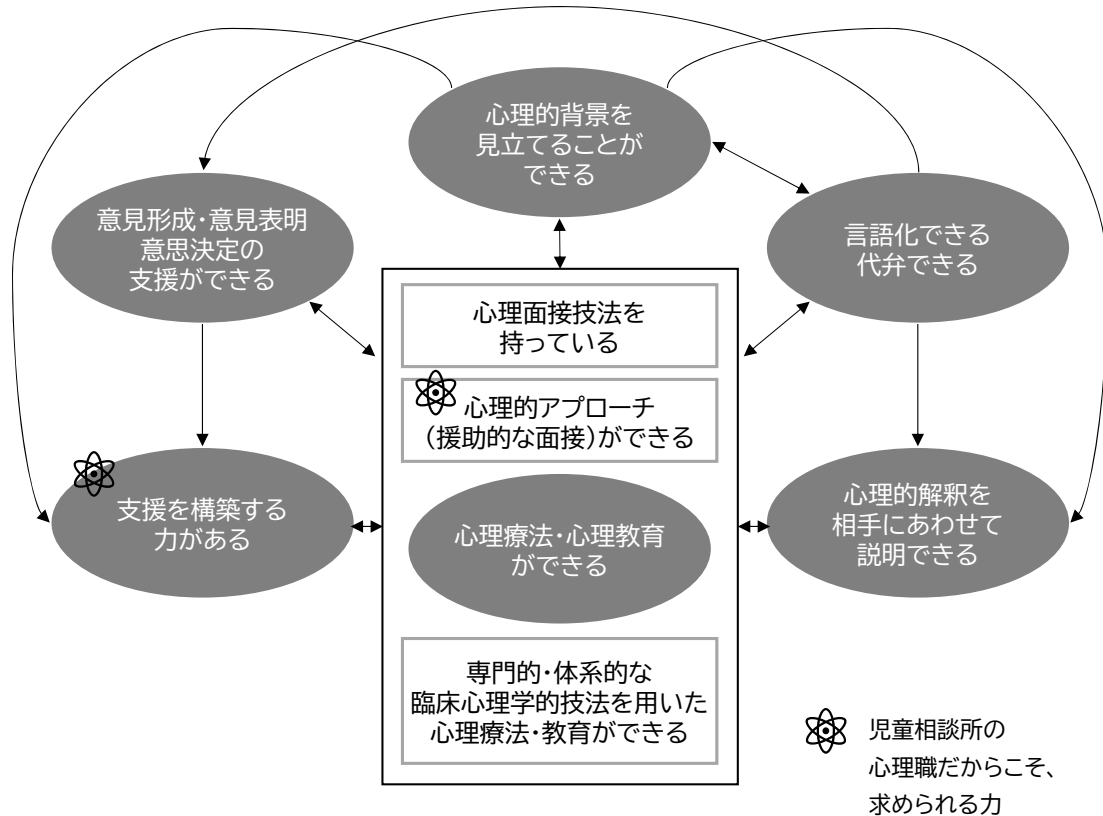 心理的背景を
見立てることが
できる
意見形成・意見表明
意思決定の
支援ができる
言語化できる
代弁できる
心理面接技法を
持っている
心理的アプローチ
（援助的な面接）ができる
支援を構築する
力がある
心理療法・心理教育
ができる
心理的解釈を
相手にあわせて
説明できる
専門的・体系的な
臨床心理学的技法を用いた
心理療法・教育ができる
児童相談所の
心理職だからこそ、
求められる力